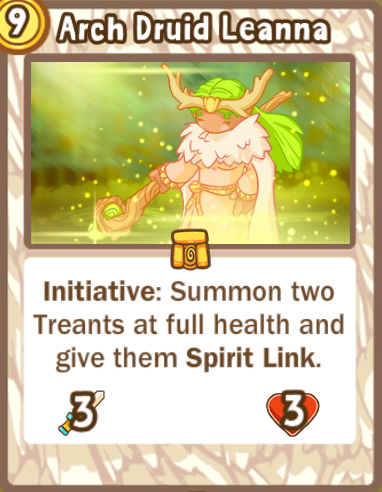 9
Arch Druid Leanna
Initiative: Summon two
Treants at full health and
give them Spirit Link.
3
3